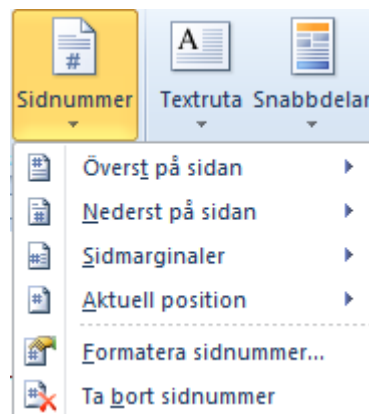 Sidnummer Textruta Snabbdelar
Överst på sidan
Nederst på sidan
Sidmarginaler
Aktuell position
Formatera sidnummer...
Ta bort sidnummer